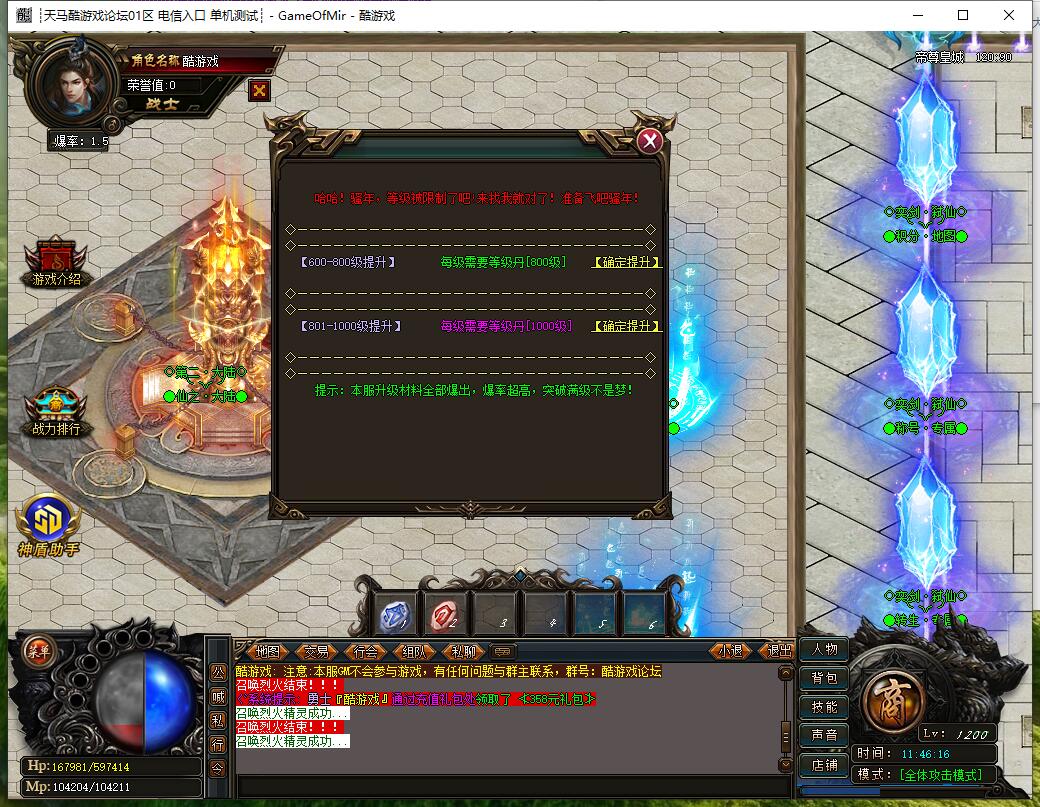 天马酷游戏论坛01区 电信入口 单机测试 - GameOfMir - 酷游戏
角色名称 酷游戏
荣誉值:0
战士
爆率: 1.5
帝尊皇城 120:90
哈哈! 骚年, 等级被限制了吧!来找我就对了! 准备飞吧骚年!
【600-800级提升】 每级需要等级丹[800级] 【确定提升】
【801-1000级提升】 每级需要等级丹[1000级] 【确定提升】
提示: 本服升级材料全部爆出, 爆率超高, 突破满级不是梦!
游戏介绍
第二·大陆
仙之·大陆
战力排行
神盾助手
积分·地图
称号·专属
1 2 3 4 5 6
菜单
地图 交易 行会 组队 私聊 小退 退出
公
喊
私
行
令
酷游戏: 注意:本服GM不会参与游戏, 有任何问题与群主联系, 群号: 酷游戏论坛
召唤烈火结束!!!
系统提示: 勇士『酷游戏』通过充值礼包处领取了 <358元礼包>
召唤烈火精灵成功...
召唤烈火结束!!!
召唤烈火精灵成功...
人物
背包
技能
声音
店铺
商
Lv: 1200
时间: 11:46:16
模式: [全体攻击模式]
Hp:167981/597414
Mp:104204/104211